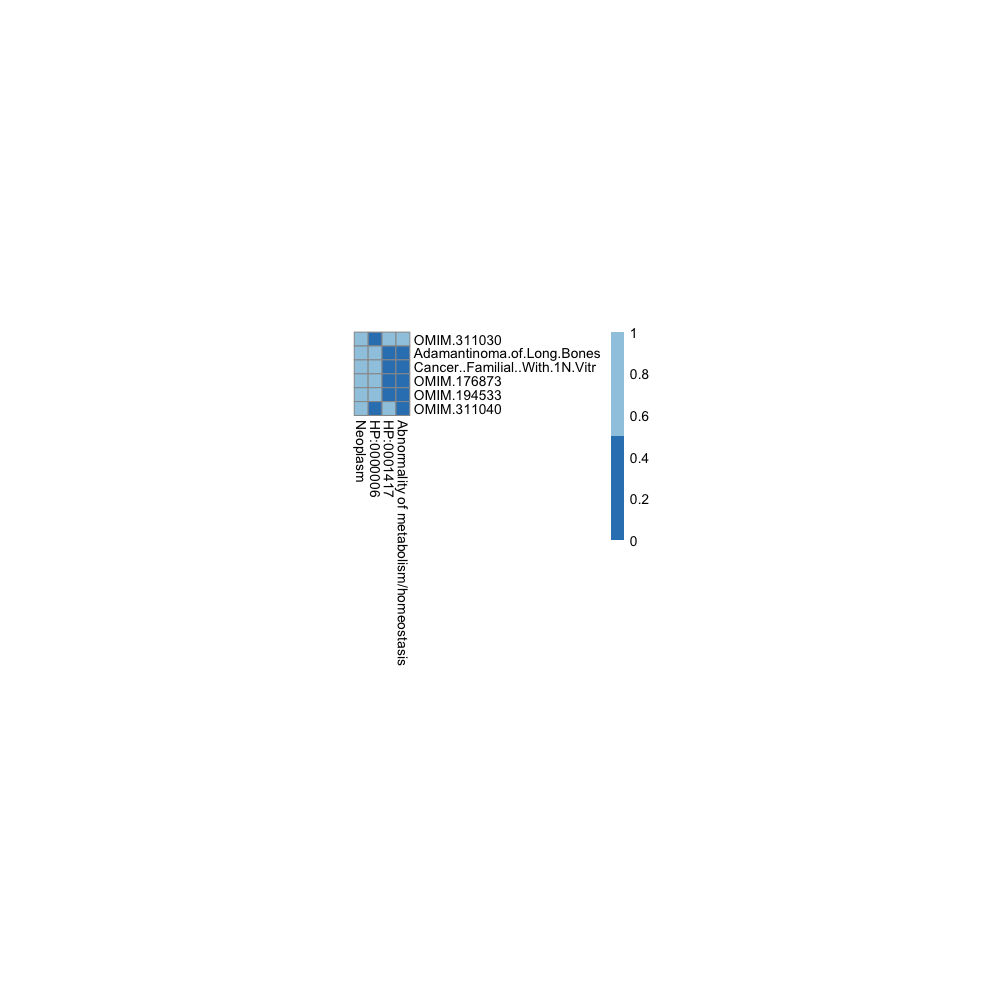 OMIM.311030
Adamantinoma.of.Long.Bones
Cancer..Familial..With.1N.Vitr
OMIM.176873
OMIM.194533
OMIM.311040
Neoplasm
HP:0000006
HP:0001417
Abnormality of metabolism/homeostasis
1
0.8
0.6
0.4
0.2
0